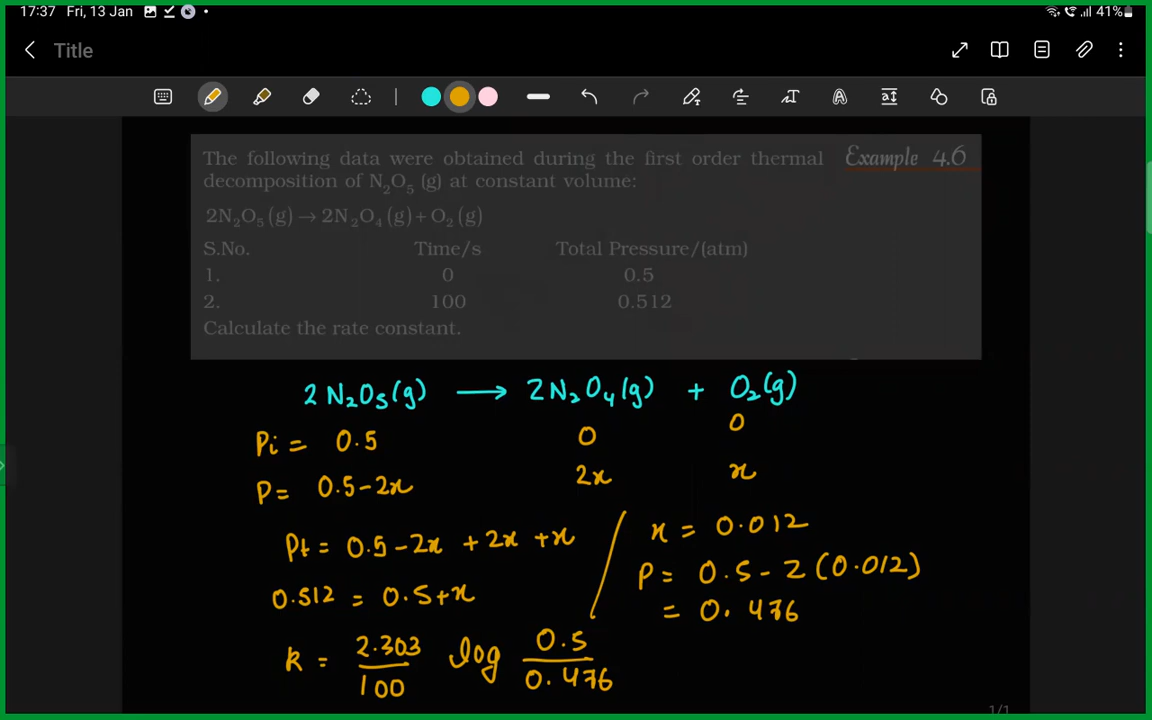 17:37 Fri, 13 Jan 41%
Title
The following data were obtained during the first order thermal Example 4.6
decomposition of N₂O₅ (g) at constant volume:
2N₂O₅(g) → 2N₂O₄(g) + O₂(g)
S.No. Time/s Total Pressure/(atm)
1. 0 0.5
2. 100 0.512
Calculate the rate constant.
2N₂O₅(g) → 2N₂O₄(g) + O₂(g)
Pi = 0.5 0 0
P = 0.5-2x 2x x
Pt = 0.5-2x +2x +x
0.512 = 0.5+x
x = 0.012
P = 0.5 - 2(0.012)
= 0.476
k = 2.303/100 log 0.5/0.476
1/1